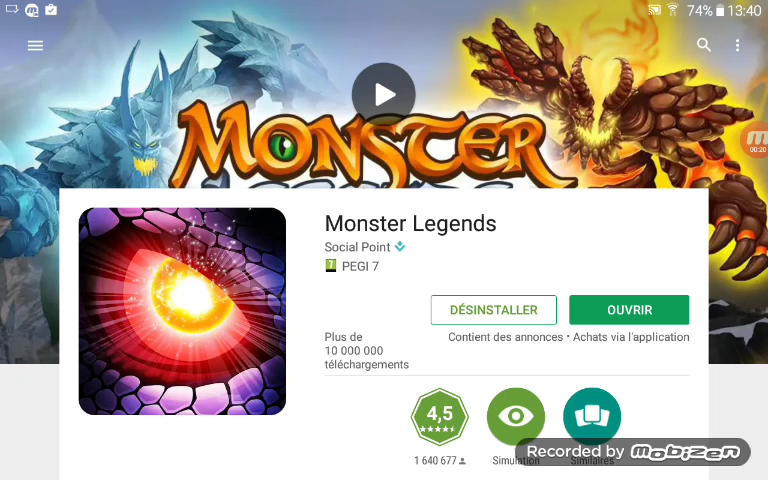 74% 13:40
MONSTER
00:20
Monster Legends
Social Point
7 PEGI 7
DÉSINSTALLER OUVRIR
Plus de
10 000 000
téléchargements
Contient des annonces • Achats via l'application
4,5
1 640 677
Simulation
Similaires
Recorded by mobizen